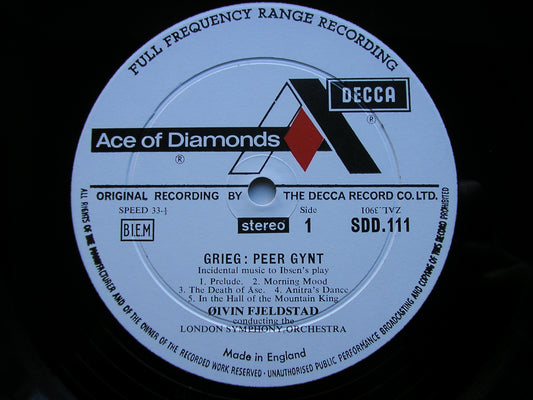 FULL FREQUENCY RANGE RECORDING
DECCA
®
Ace of Diamonds
®
ORIGINAL RECORDING BY THE DECCA RECORD CO. LTD.
SPEED 33⅓ Side ZAL.3901
B.I.E.M stereo 1 SDD.111
GRIEG: PEER GYNT
Incidental music to Ibsen's play
1. Prelude. 2. Morning Mood
3. The Death of Ase. 4. Anitra's Dance
5. In the Hall of the Mountain King
ØIVIN FJELDSTAD
conducting the
LONDON SYMPHONY ORCHESTRA
Made in England
ALL RIGHTS OF THE MANUFACTURER AND OF THE OWNER OF THE RECORDED WORK RESERVED · UNAUTHORISED PUBLIC PERFORMANCE BROADCASTING AND COPYING OF THIS RECORD PROHIBITED